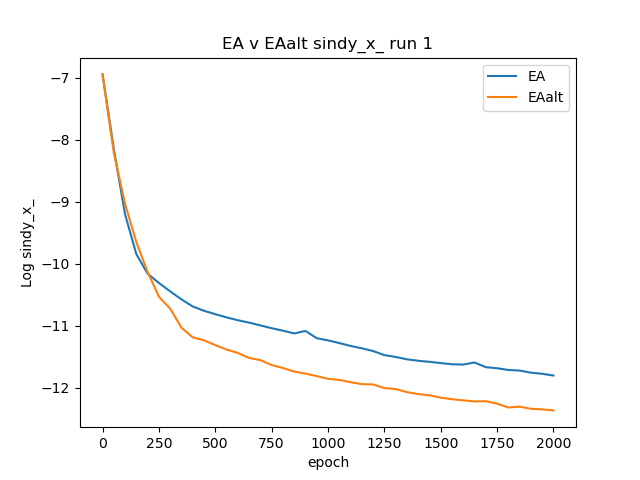 EA v EAalt sindy_x_ run 1
EA
EAalt
Log sindy_x_
−7
−8
−9
−10
−11
−12
0 250 500 750 1000 1250 1500 1750 2000
epoch